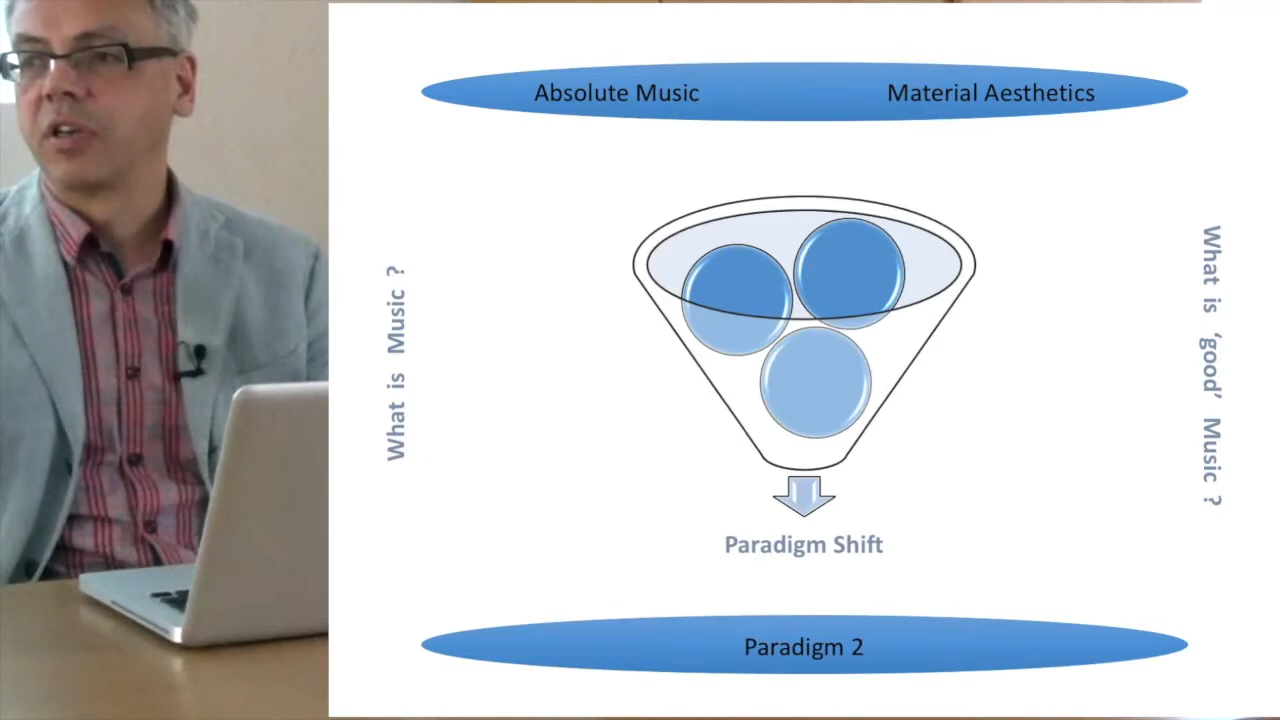 Absolute Music
Material Aesthetics
What is Music ?
What is ‘good’ Music ?
Paradigm Shift
Paradigm 2